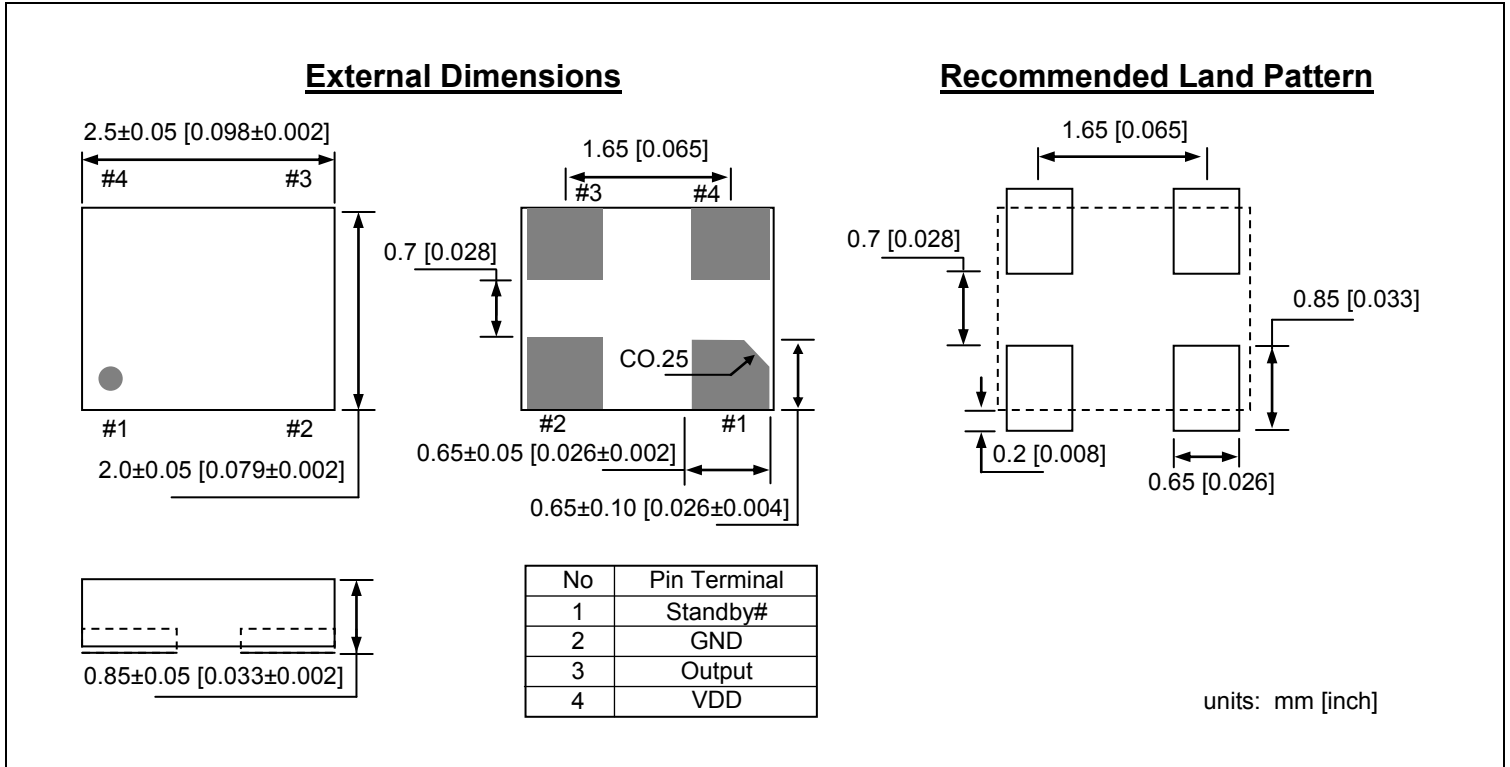 External Dimensions
2.5±0.05 [0.098±0.002]
#4 #3
#1 #2
2.0±0.05 [0.079±0.002]
1.65 [0.065]
#3 #4
0.7 [0.028]
CO.25
#2 #1
0.65±0.05 [0.026±0.002]
0.65±0.10 [0.026±0.004]
Recommended Land Pattern
1.65 [0.065]
0.7 [0.028]
0.85 [0.033]
0.2 [0.008]
0.65 [0.026]
0.85±0.05 [0.033±0.002]
No Pin Terminal
1 Standby#
2 GND
3 Output
4 VDD
units: mm [inch]